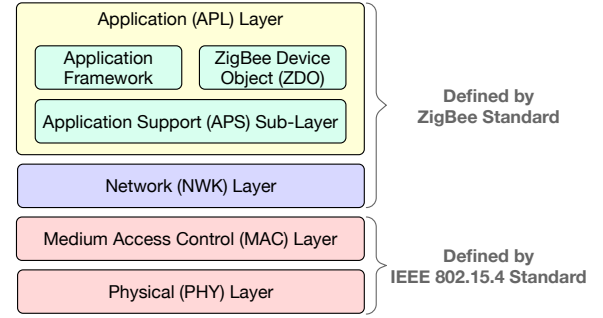 Application (APL) Layer
Application
Framework
ZigBee Device
Object (ZDO)
Application Support (APS) Sub-Layer
Network (NWK) Layer
Defined by
ZigBee Standard
Medium Access Control (MAC) Layer
Physical (PHY) Layer
Defined by
IEEE 802.15.4 Standard